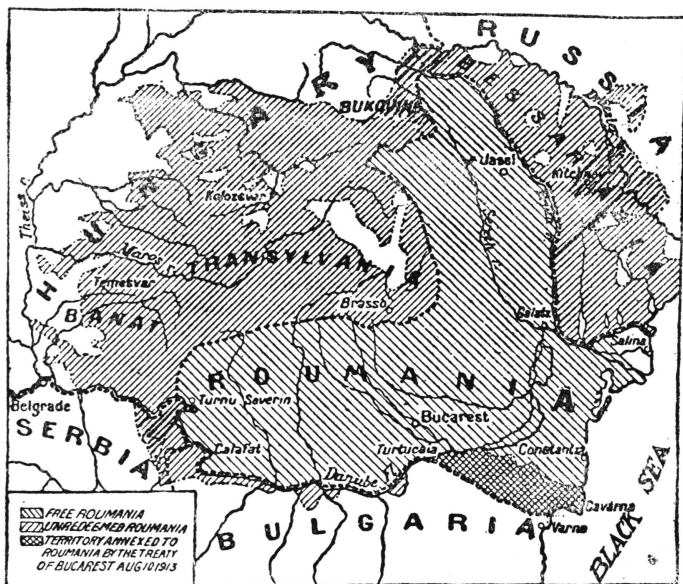 RUSSIA
BUKOVINE
BESSARABIA
HUNGARY
Jassi
Kitchnev
Kolozsvar
Theiss R.
Maros
TRANSYLVANIA
Temesvar
BANAT
Brasso
Galatz
Sulina
ROUMANIA
Belgrade
Turnu Severin
Bucarest
SERBIA
Calafat
Turtucaia
Constantza
Danube R.
Cavarna
BULGARIA
Varna
BLACK SEA
FREE ROUMANIA
UNREDEEMED ROUMANIA
TERRITORY ANNEXED TO
ROUMANIA BY THE TREATY
OF BUCAREST AUG 10 1913